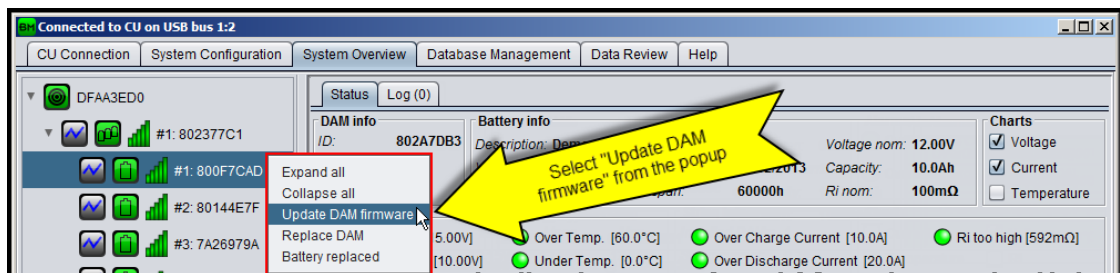 BM Connected to CU on USB bus 1:2
CU Connection System Configuration System Overview Database Management Data Review Help
DFAA3ED0
#1: 802377C1
#1: 800F7CAD
#2: 80144E7F
#3: 7A26979A
Expand all
Collapse all
Update DAM firmware
Replace DAM
Battery replaced
Status Log (0)
DAM info
ID: 802A7DB3
Battery info
Description: Dem
Voltage nom: 12.00V
2013 Capacity: 10.0Ah
60000h Ri nom: 100mΩ
Select "Update DAM
firmware" from the popup
Charts
Voltage
Current
Temperature
5.00V] Over Temp. [60.0°C] Over Charge Current [10.0A] Ri too high [592mΩ]
[10.00V] Under Temp. [0.0°C] Over Discharge Current [20.0A]